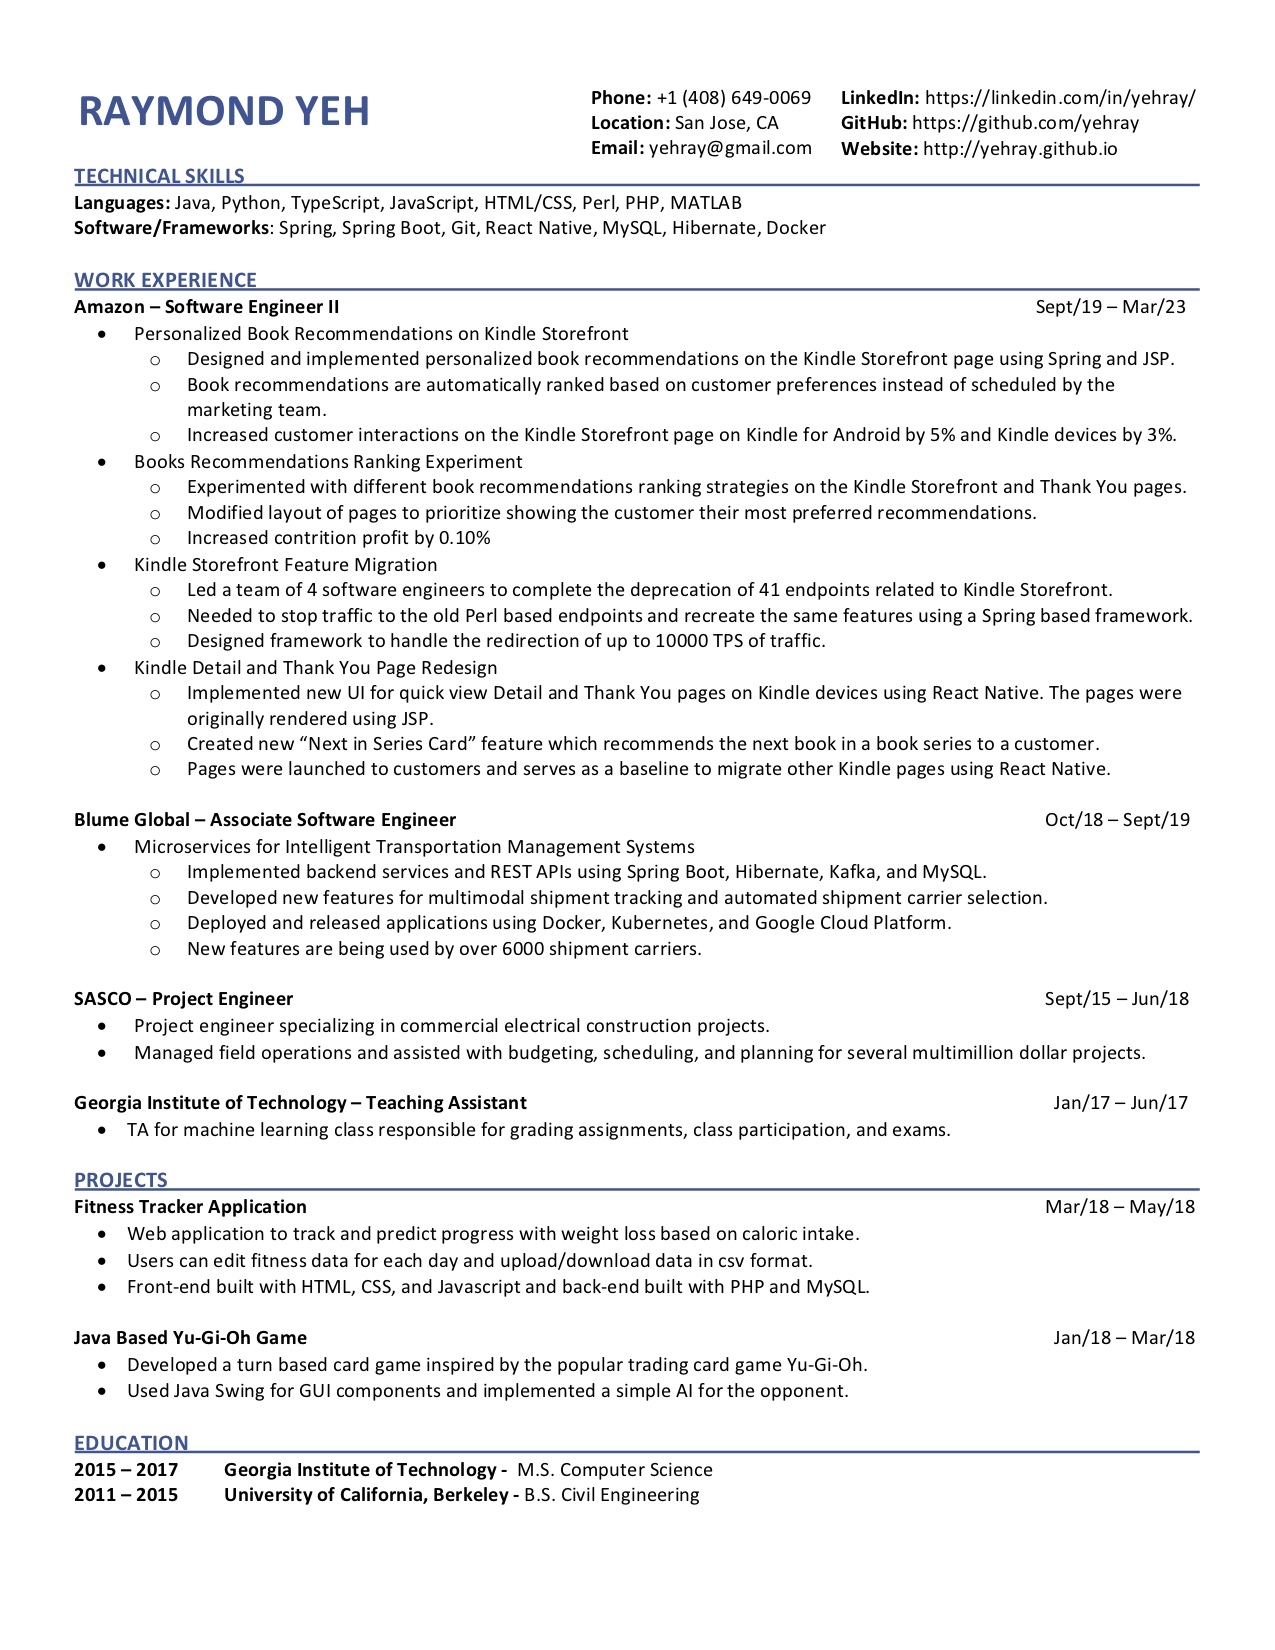 RAYMOND YEH
Phone: +1 (408) 649-0069
Location: San Jose, CA
Email: yehray@gmail.com
LinkedIn: https://linkedin.com/in/yehray/
GitHub: https://github.com/yehray
Website: http://yehray.github.io
TECHNICAL SKILLS
Languages: Java, Python, TypeScript, JavaScript, HTML/CSS, Perl, PHP, MATLAB
Software/Frameworks: Spring, Spring Boot, Git, React Native, MySQL, Hibernate, Docker
WORK EXPERIENCE
Amazon – Software Engineer II Sept/19 – Mar/23
• Personalized Book Recommendations on Kindle Storefront
o Designed and implemented personalized book recommendations on the Kindle Storefront page using Spring and JSP.
o Book recommendations are automatically ranked based on customer preferences instead of scheduled by the
marketing team.
o Increased customer interactions on the Kindle Storefront page on Kindle for Android by 5% and Kindle devices by 3%.
• Books Recommendations Ranking Experiment
o Experimented with different book recommendations ranking strategies on the Kindle Storefront and Thank You pages.
o Modified layout of pages to prioritize showing the customer their most preferred recommendations.
o Increased contrition profit by 0.10%
• Kindle Storefront Feature Migration
o Led a team of 4 software engineers to complete the deprecation of 41 endpoints related to Kindle Storefront.
o Needed to stop traffic to the old Perl based endpoints and recreate the same features using a Spring based framework.
o Designed framework to handle the redirection of up to 10000 TPS of traffic.
• Kindle Detail and Thank You Page Redesign
o Implemented new UI for quick view Detail and Thank You pages on Kindle devices using React Native. The pages were
originally rendered using JSP.
o Created new “Next in Series Card” feature which recommends the next book in a book series to a customer.
o Pages were launched to customers and serves as a baseline to migrate other Kindle pages using React Native.
Blume Global – Associate Software Engineer Oct/18 – Sept/19
• Microservices for Intelligent Transportation Management Systems
o Implemented backend services and REST APIs using Spring Boot, Hibernate, Kafka, and MySQL.
o Developed new features for multimodal shipment tracking and automated shipment carrier selection.
o Deployed and released applications using Docker, Kubernetes, and Google Cloud Platform.
o New features are being used by over 6000 shipment carriers.
SASCO – Project Engineer Sept/15 – Jun/18
• Project engineer specializing in commercial electrical construction projects.
• Managed field operations and assisted with budgeting, scheduling, and planning for several multimillion dollar projects.
Georgia Institute of Technology – Teaching Assistant Jan/17 – Jun/17
• TA for machine learning class responsible for grading assignments, class participation, and exams.
PROJECTS
Fitness Tracker Application Mar/18 – May/18
• Web application to track and predict progress with weight loss based on caloric intake.
• Users can edit fitness data for each day and upload/download data in csv format.
• Front-end built with HTML, CSS, and Javascript and back-end built with PHP and MySQL.
Java Based Yu-Gi-Oh Game Jan/18 – Mar/18
• Developed a turn based card game inspired by the popular trading card game Yu-Gi-Oh.
• Used Java Swing for GUI components and implemented a simple AI for the opponent.
EDUCATION
2015 – 2017 Georgia Institute of Technology - M.S. Computer Science
2011 – 2015 University of California, Berkeley - B.S. Civil Engineering